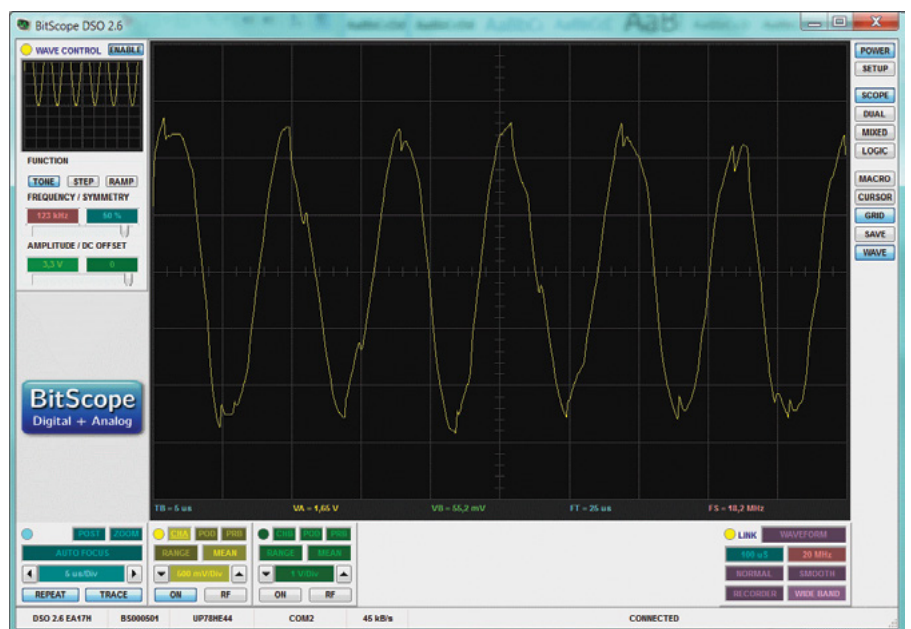 BitScope DSO 2.6
WAVE CONTROL ENABLE
FUNCTION
TONE STEP RAMP
FREQUENCY / SYMMETRY
123 kHz 50 %
AMPLITUDE / DC OFFSET
3,3 V 0
BitScope
Digital + Analog
POWER
SETUP
SCOPE
DUAL
MIXED
LOGIC
MACRO
CURSOR
GRID
SAVE
WAVE
TB = 5 us VA = 1,65 V VB = 55,2 mV FT = 25 us FS = 18,2 MHz
POST ZOOM
AUTO FOCUS
5 us/Div
REPEAT TRACE
CHA POD PRB
RANGE MEAN
500 mV/Div
ON RF
CHB POD PRB
RANGE MEAN
1 V/Div
ON RF
LINK WAVEFORM
100 uS 20 MHz
NORMAL SMOOTH
RECORDER WIDE BAND
DSO 2.6 EA17H BS000501 UP78HE44 COM2 45 kB/s CONNECTED